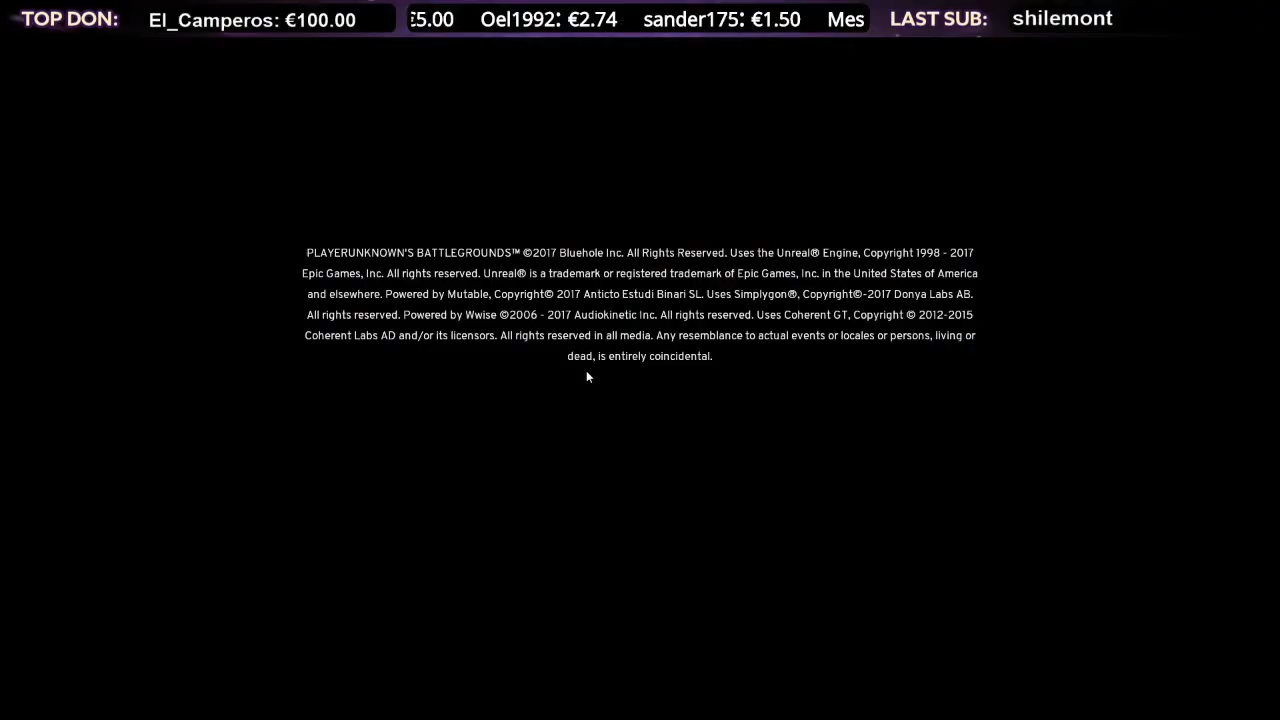 TOP DON: El_Camperos: €100.00 5.00 Oel1992: €2.74 sander175: €1.50 Mes LAST SUB: shilemont
PLAYERUNKNOWN'S BATTLEGROUNDS™ ©2017 Bluehole Inc. All Rights Reserved. Uses the Unreal® Engine, Copyright 1998 - 2017
Epic Games, Inc. All rights reserved. Unreal® is a trademark or registered trademark of Epic Games, Inc. in the United States of America
and elsewhere. Powered by Mutable, Copyright© 2017 Anticto Estudi Binari SL. Uses Simplygon®, Copyright©-2017 Donya Labs AB.
All rights reserved. Powered by Wwise ©2006 - 2017 Audiokinetic Inc. All rights reserved. Uses Coherent GT, Copyright © 2012-2015
Coherent Labs AD and/or its licensors. All rights reserved in all media. Any resemblance to actual events or locales or persons, living or
dead, is entirely coincidental.